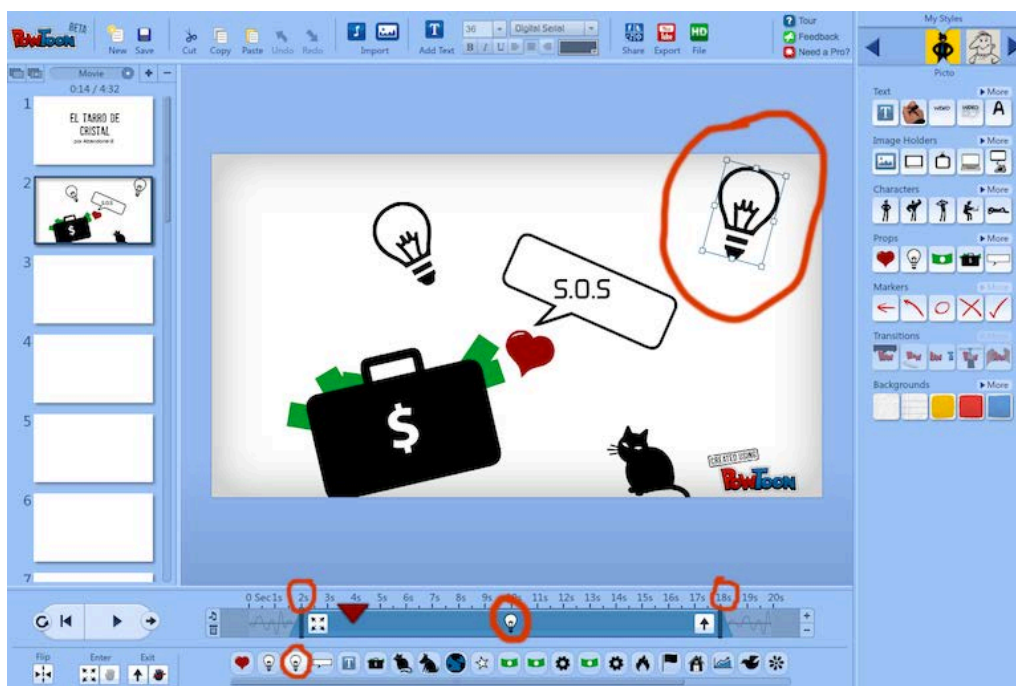 PowToon BETA
New Save Cut Copy Paste Undo Redo Import Add Text 36 Digital Serial B I U Share Export File
Tour
Feedback
Need a Pro?
My Styles
Picto
Movie
0:14 / 4:32
1
EL TARRO DE
CRISTAL
2
S.O.S
$
3
4
5
6
7
S.O.S
$
CREATED USING
PowToon
Text More
T A
Image Holders More
Characters More
Props More
Markers More
Transitions
Backgrounds More
0 Sec 1s 2s 3s 4s 5s 6s 7s 8s 9s 10s 11s 12s 13s 14s 15s 16s 17s 18s 19s 20s
Flip Enter Exit